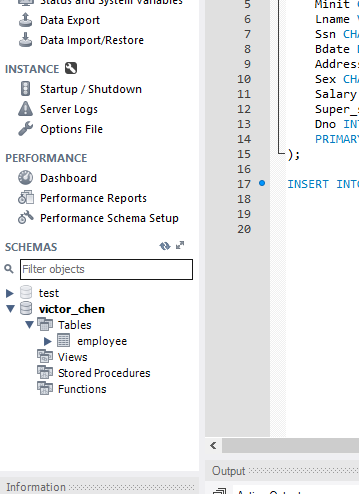 Status and System Variables
Data Export
Data Import/Restore
INSTANCE
Startup / Shutdown
Server Logs
Options File
PERFORMANCE
Dashboard
Performance Reports
Performance Schema Setup
SCHEMAS
Filter objects
test
victor_chen
Tables
employee
Views
Stored Procedures
Functions
Information
5 Minit C
6 Lname V
7 Ssn CHA
8 Bdate D
9 Address
10 Sex CHA
11 Salary
12 Super_s
13 Dno INT
14 PRIMARY
15 );
16
17 INSERT INTO
18
19
20
Output
Action Output